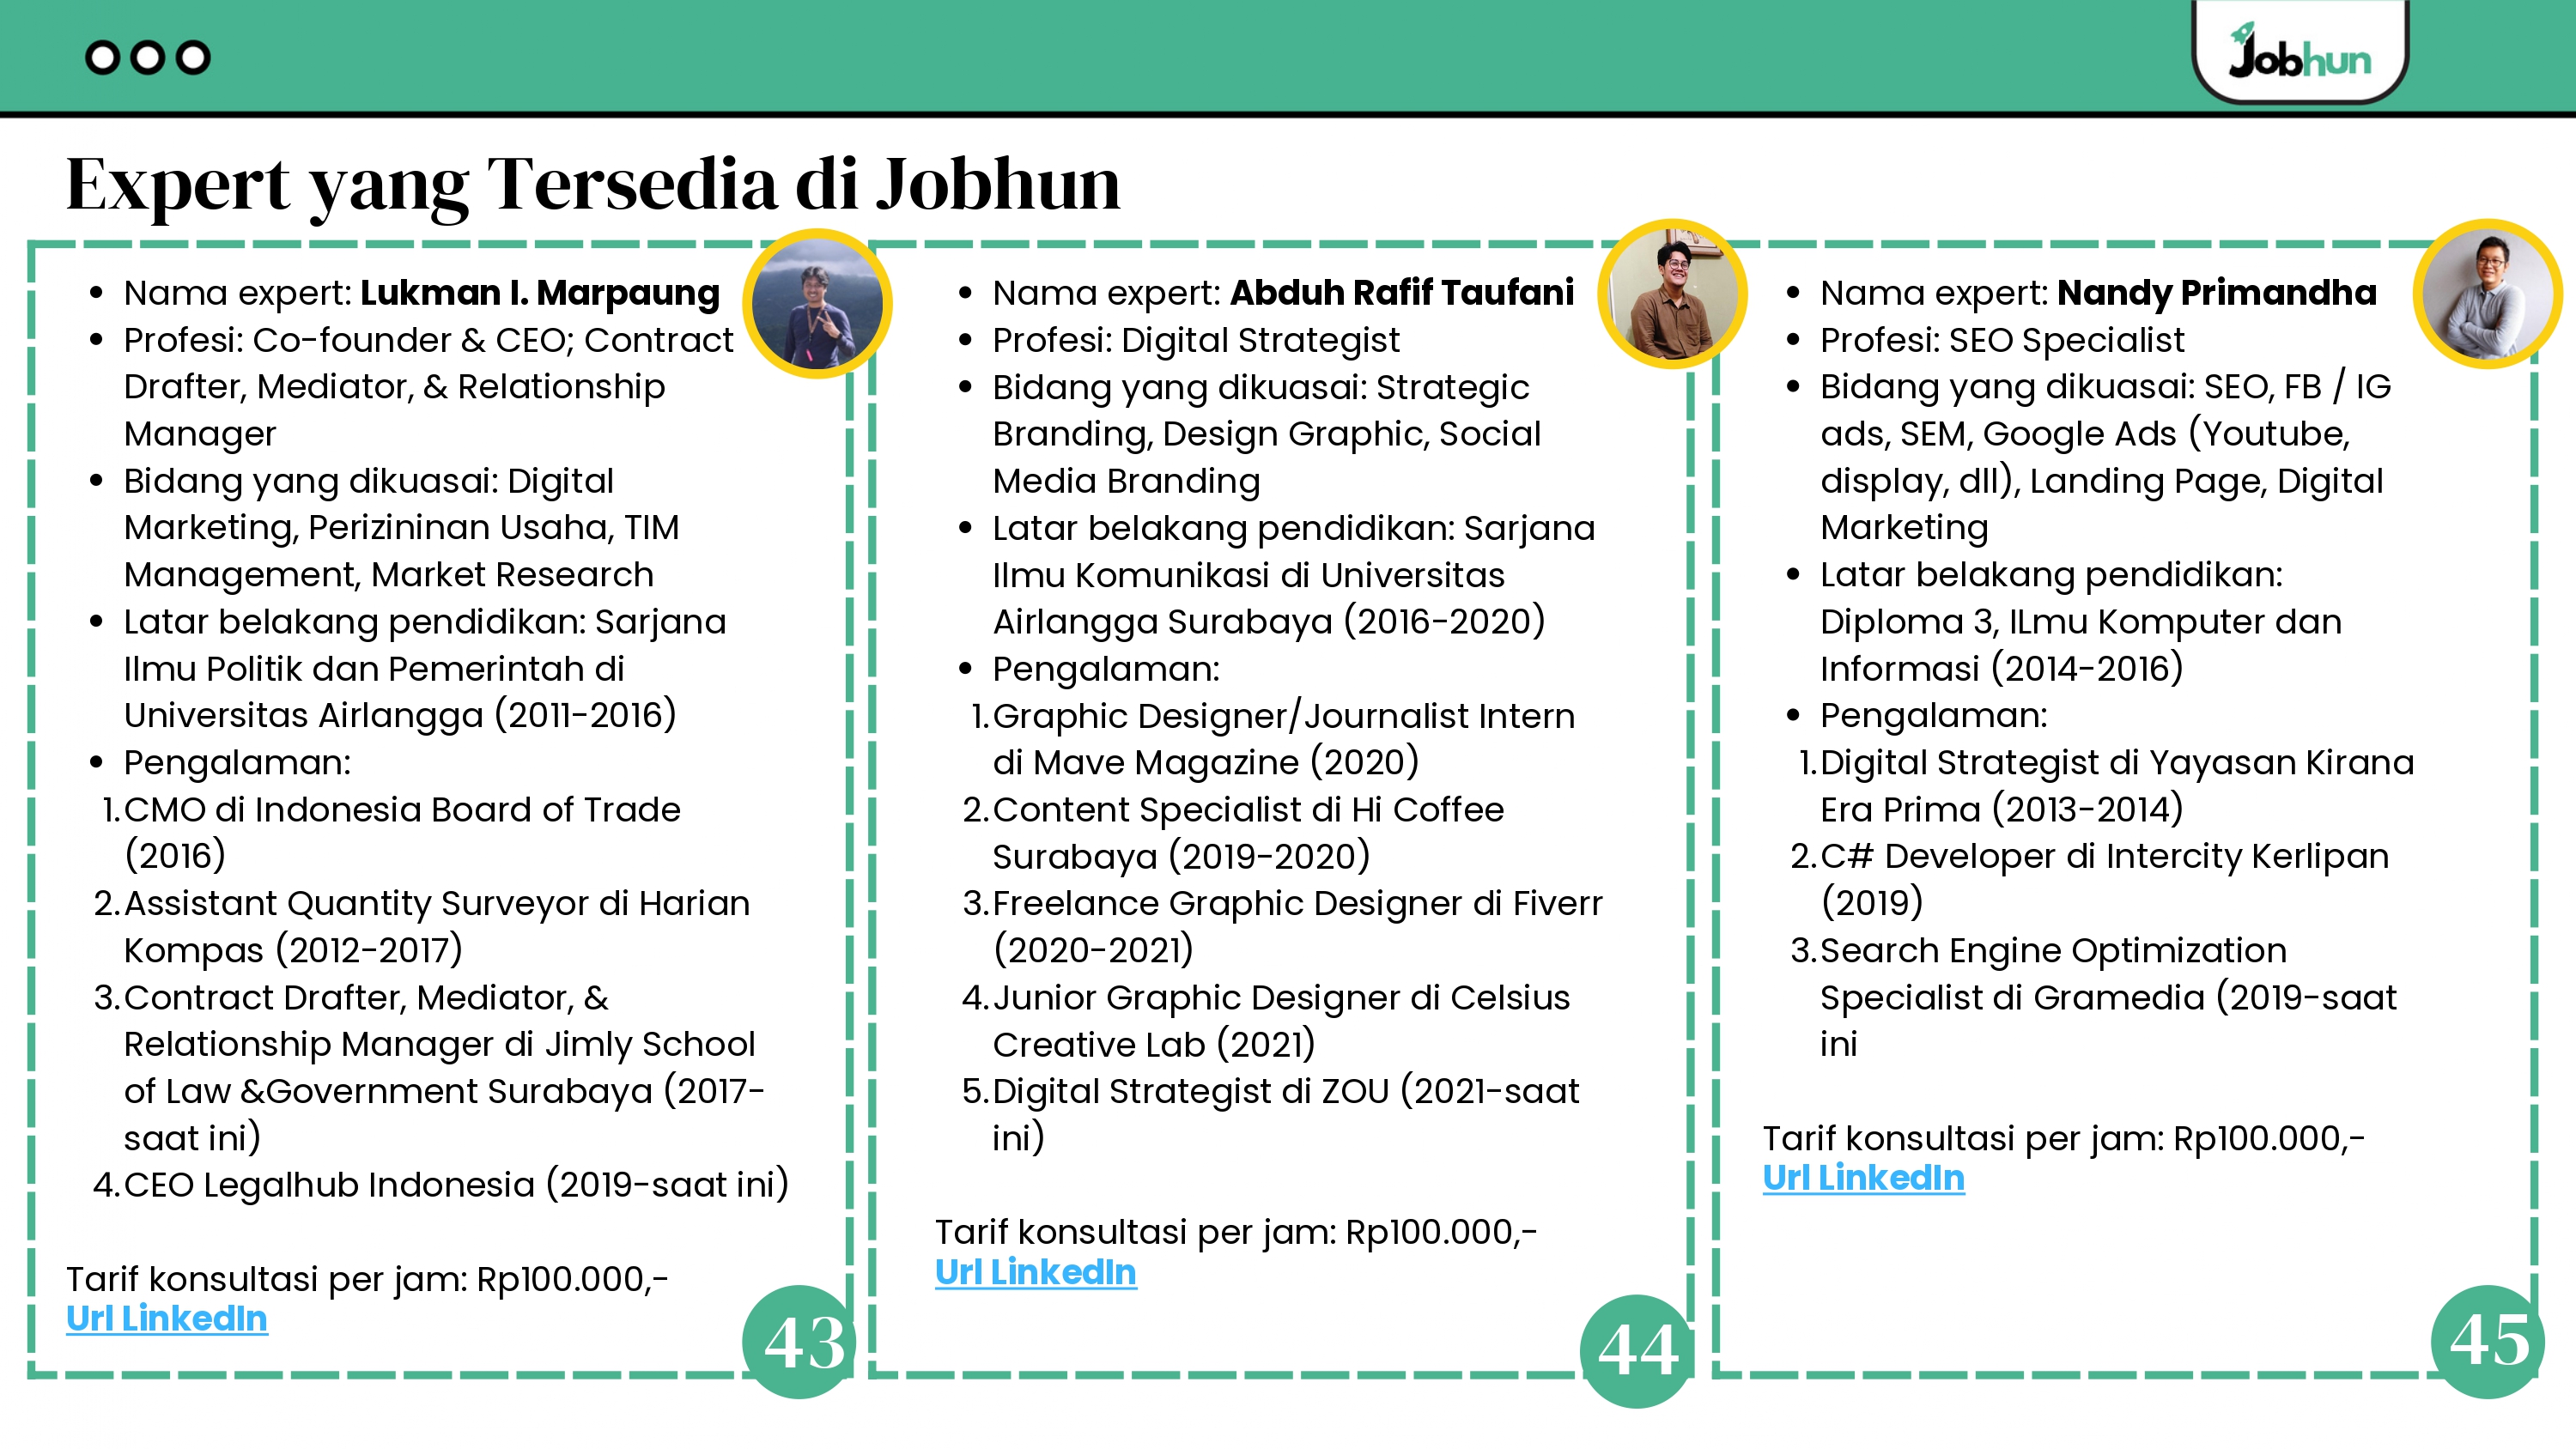 Jobhun
Expert yang Tersedia di Jobhun
Nama expert: Lukman I. Marpaung
Profesi: Co-founder & CEO; Contract
Drafter, Mediator, & Relationship
Manager
Bidang yang dikuasai: Digital
Marketing, Perizininan Usaha, TIM
Management, Market Research
Latar belakang pendidikan: Sarjana
Ilmu Politik dan Pemerintah di
Universitas Airlangga (2011-2016)
Pengalaman:
1.CMO di Indonesia Board of Trade
(2016)
2.Assistant Quantity Surveyor di Harian
Kompas (2012-2017)
3.Contract Drafter, Mediator, &
Relationship Manager di Jimly School
of Law &Government Surabaya (2017-
saat ini)
4.CEO Legalhub Indonesia (2019-saat ini)
Tarif konsultasi per jam: Rp100.000,-
Url LinkedIn
43
Nama expert: Abduh Rafif Taufani
Profesi: Digital Strategist
Bidang yang dikuasai: Strategic
Branding, Design Graphic, Social
Media Branding
Latar belakang pendidikan: Sarjana
Ilmu Komunikasi di Universitas
Airlangga Surabaya (2016-2020)
Pengalaman:
1.Graphic Designer/Journalist Intern
di Mave Magazine (2020)
2.Content Specialist di Hi Coffee
Surabaya (2019-2020)
3.Freelance Graphic Designer di Fiverr
(2020-2021)
4.Junior Graphic Designer di Celsius
Creative Lab (2021)
5.Digital Strategist di ZOU (2021-saat
ini)
Tarif konsultasi per jam: Rp100.000,-
Url LinkedIn
44
Nama expert: Nandy Primandha
Profesi: SEO Specialist
Bidang yang dikuasai: SEO, FB / IG
ads, SEM, Google Ads (Youtube,
display, dll), Landing Page, Digital
Marketing
Latar belakang pendidikan:
Diploma 3, ILmu Komputer dan
Informasi (2014-2016)
Pengalaman:
1.Digital Strategist di Yayasan Kirana
Era Prima (2013-2014)
2.C# Developer di Intercity Kerlipan
(2019)
3.Search Engine Optimization
Specialist di Gramedia (2019-saat
ini
Tarif konsultasi per jam: Rp100.000,-
Url LinkedIn
45